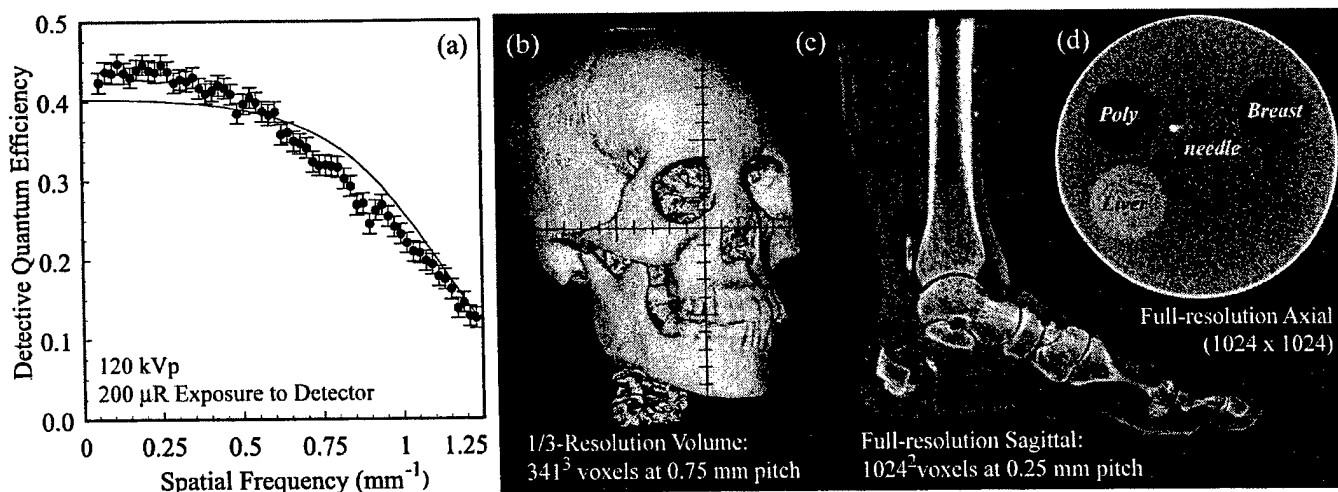 Detective Quantum Efficiency
0.5
0.4
0.3
0.2
0.1
0.0
(a)
120 kVp
200 μR Exposure to Detector
0
0.25
0.50
0.75
1
1.25
Spatial Frequency (mm⁻¹)
(b)
1/3-Resolution Volume:
341³ voxels at 0.75 mm pitch
(c)
Full-resolution Sagittal:
1024² voxels at 0.25 mm pitch
(d)
Poly
Breast
needle
Liver
Full-resolution Axial
(1024 x 1024)